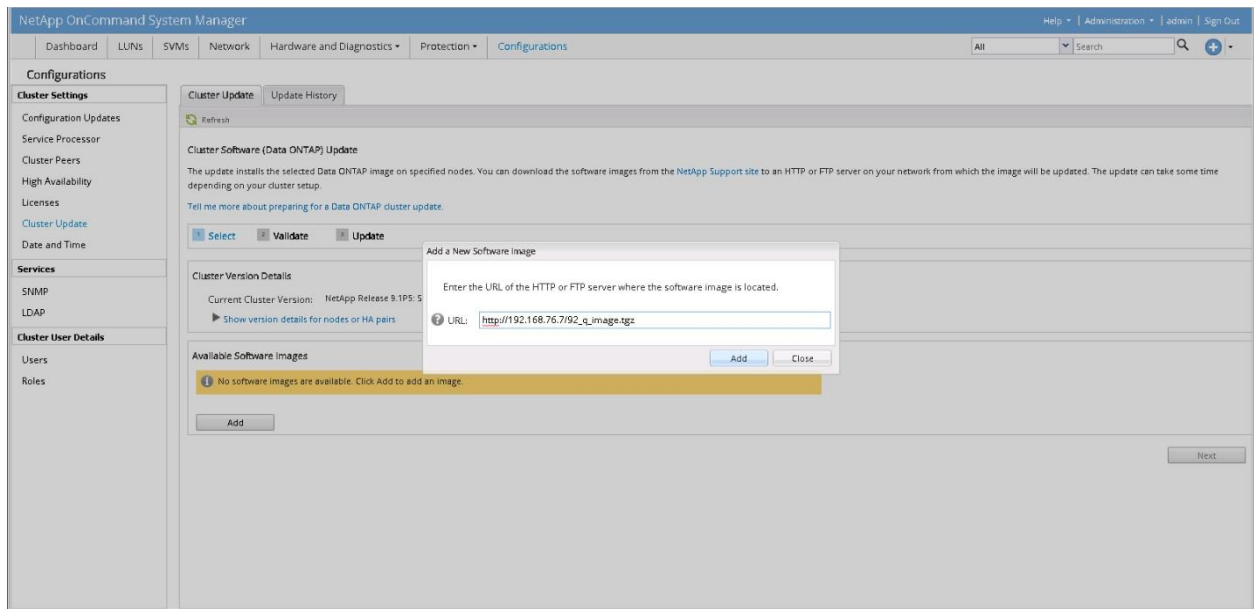 NetApp OnCommand System Manager
Help | Administration | admin | Sign Out
Dashboard LUNs SVMs Network Hardware and Diagnostics Protection Configurations All Search
Configurations
Cluster Settings
Configuration Updates
Service Processor
Cluster Peers
High Availability
Licenses
Cluster Update
Date and Time
Services
SNMP
LDAP
Cluster User Details
Users
Roles
Cluster Update Update History
Refresh
Cluster Software (Data ONTAP) Update
The update installs the selected Data ONTAP image on specified nodes. You can download the software images from the NetApp Support site to an HTTP or FTP server on your network from which the image will be updated. The update can take some time
depending on your cluster setup.
Tell me more about preparing for a Data ONTAP cluster update.
1 Select 2 Validate 3 Update
Cluster Version Details
Current Cluster Version: NetApp Release 9.1P5:
Show version details for nodes or HA pairs
Available Software Images
No software images are available. Click Add to add an image.
Add
Next
Add a New Software Image
Enter the URL of the HTTP or FTP server where the software image is located.
URL: http://192.168.76.7/92_q_image.tgz
Add Close